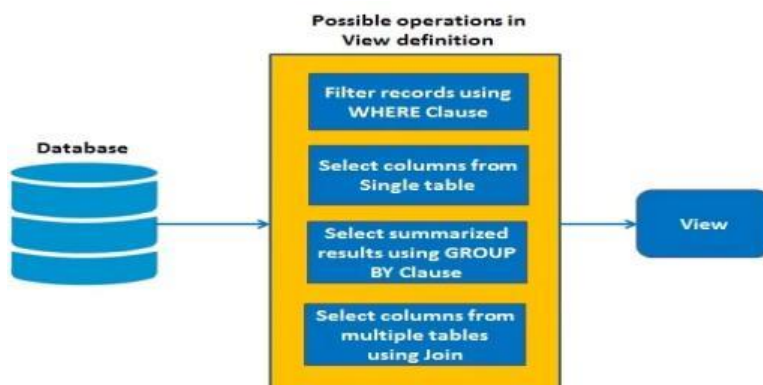 Possible operations in
View definition
Filter records using
WHERE Clause
Database
Select columns from
Single table
Select summarized
results using GROUP
BY Clause
View
Select columns from
multiple tables
using Join